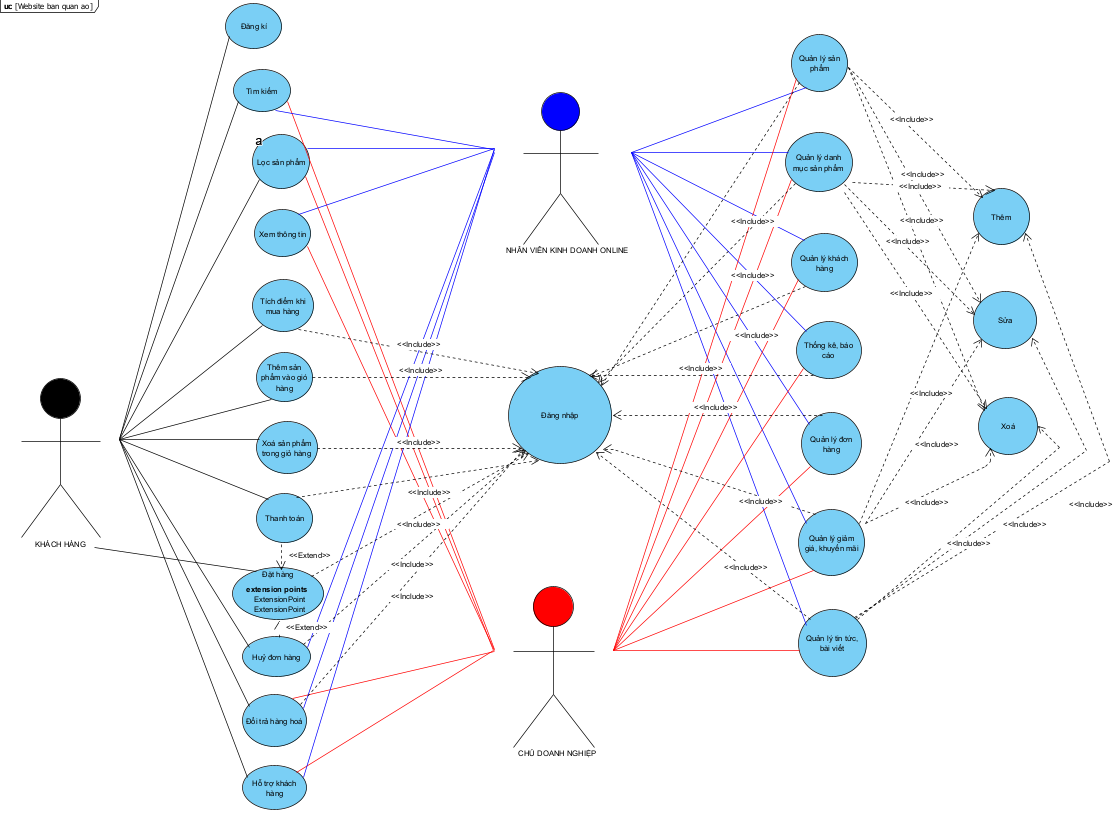 uc [Website ban quan ao]
Đăng kí
Tìm kiếm
a
Lọc sản phẩm
Xem thông tin
Tích điểm khi
mua hàng
Thêm sản
phẩm vào giỏ
hàng
Xoá sản phẩm
trong giỏ hàng
Thanh toán
<<Extend>>
Đặt hàng
extension points
ExtensionPoint
ExtensionPoint
<<Extend>>
Huỷ đơn hàng
Đổi trả hàng hoá
Hỗ trợ khách
hàng
KHÁCH HÀNG
<<Include>>
<<Include>>
<<Include>>
<<Include>>
<<Include>>
<<Include>>
<<Include>>
NHÂN VIÊN KINH DOANH ONLINE
Đăng nhập
CHỦ DOANH NGHIỆP
<<Include>>
<<Include>>
<<Include>>
<<Include>>
<<Include>>
<<Include>>
<<Include>>
Quản lý sản
phẩm
Quản lý danh
mục sản phẩm
Quản lý khách
hàng
Thống kê, báo
cáo
Quản lý đơn
hàng
Quản lý giảm
giá, khuyến mãi
Quản lý tin tức,
bài viết
<<Include>>
<<Include>>
<<Include>>
<<Include>>
<<Include>>
<<Include>>
<<Include>>
<<Include>>
<<Include>>
<<Include>>
<<Include>>
<<Include>>
Thêm
Sửa
Xoá